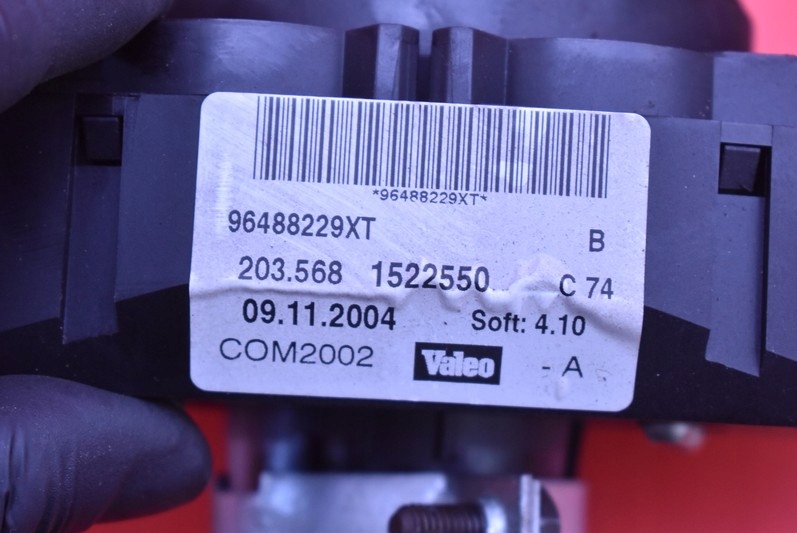 *96488229XT*
96488229XT B
203.568 1522550 C 74
09.11.2004 Soft: 4.10
COM2002 Valeo - A